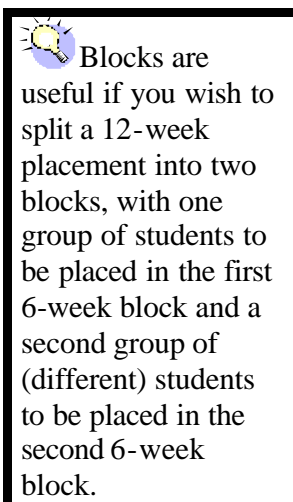 Blocks are
useful if you wish to
split a 12-week
placement into two
blocks, with one
group of students to
be placed in the first
6-week block and a
second group of
(different) students
to be placed in the
second 6-week
block.